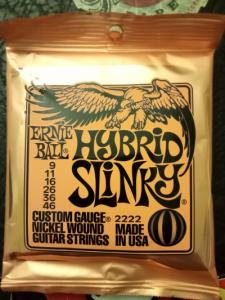 ERNIE BALL®
HYBRID
SLINKY®
9
11
16
26
36
46
CUSTOM GAUGE® 2222
NICKEL WOUND MADE
GUITAR STRINGS IN USA